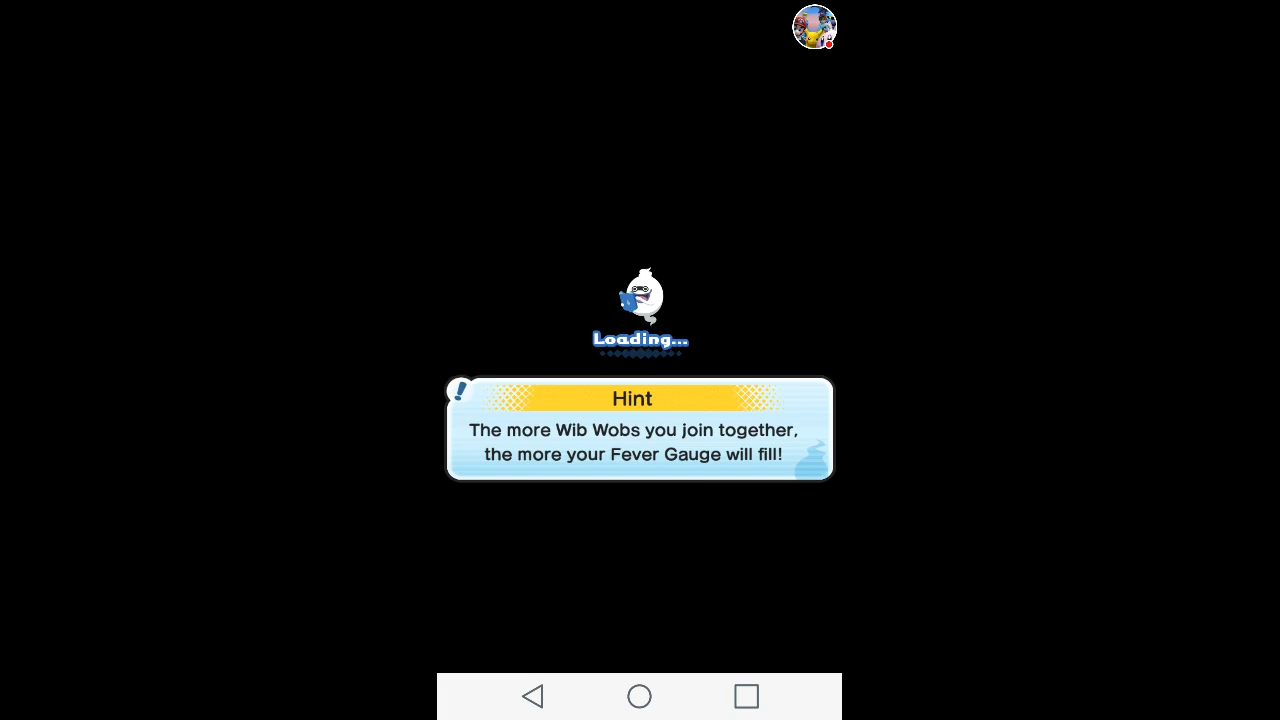 Loading...
Hint
The more Wib Wobs you join together,
the more your Fever Gauge will fill!